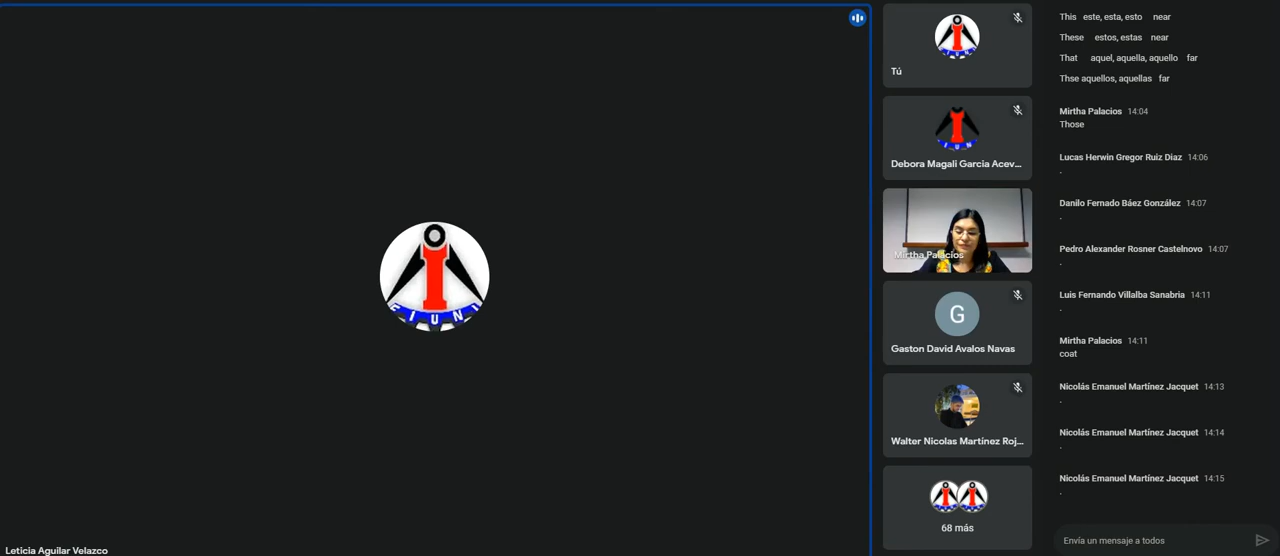 EIUNI
Leticia Aguilar Velazco
Tú
Debora Magali Garcia Acev...
IUN
Mirtha Palacios
G
Gaston David Avalos Navas
Walter Nicolas Martínez Roj...
68 más
This este, esta, esto near
These estos, estas near
That aquel, aquella, aquello far
Thse aquellos, aquellas far
Mirtha Palacios 14:04
Those
Lucas Herwin Gregor Ruiz Diaz 14:06
.
Danilo Fernado Báez González 14:07
.
Pedro Alexander Rosner Castelnovo 14:07
.
Luis Fernando Villalba Sanabria 14:11
.
Mirtha Palacios 14:11
coat
Nicolás Emanuel Martínez Jacquet 14:13
.
Nicolás Emanuel Martínez Jacquet 14:14
.
Nicolás Emanuel Martínez Jacquet 14:15
.
Envía un mensaje a todos